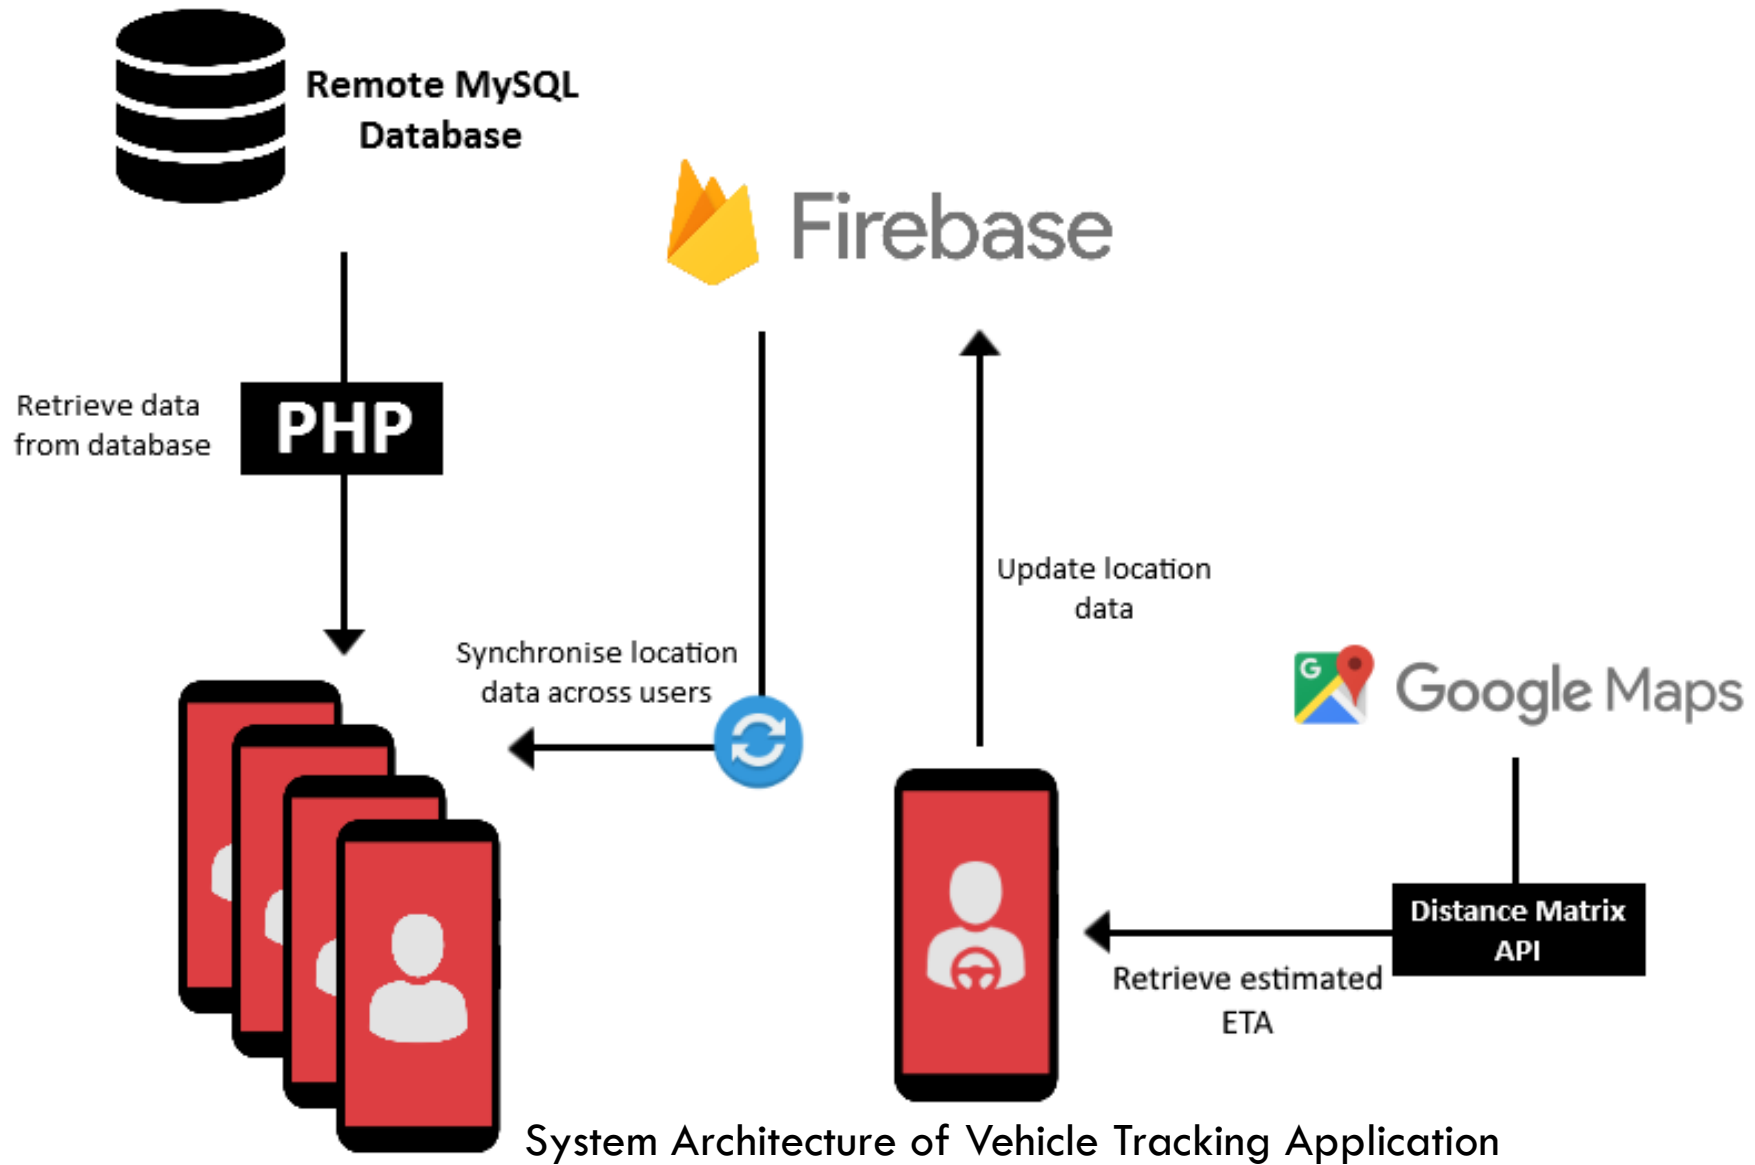 Remote MySQL
Database
Firebase
Retrieve data
from database
PHP
Update location
data
Synchronise location
data across users
G
Google Maps
Distance Matrix
API
Retrieve estimated
ETA
System Architecture of Vehicle Tracking Application